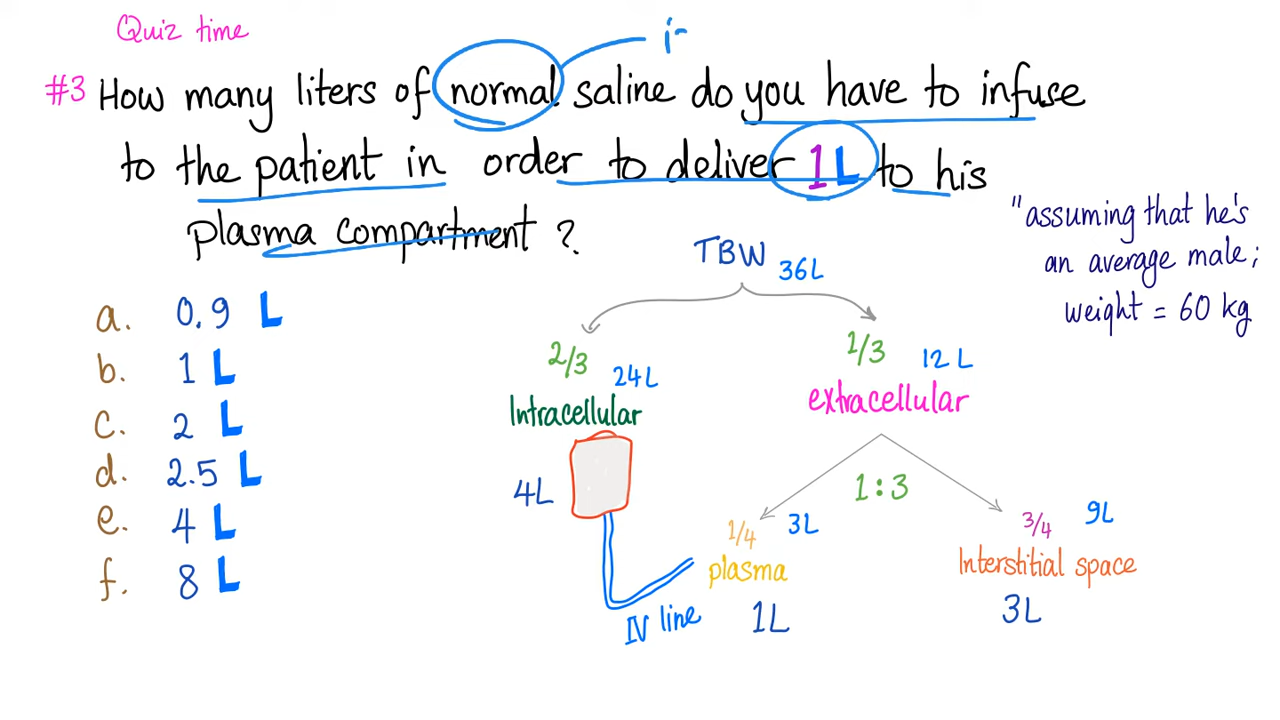 Quiz time
i-
#3 How many liters of normal saline do you have to infuse
to the patient in order to deliver 1L to his
plasma compartment ?
"assuming that he's
an average male;
weight = 60 kg
a. 0.9 L
b. 1 L
c. 2 L
d. 2.5 L
e. 4 L
f. 8 L
TBW 36L
2/3 24L
Intracellular
1/3 12 L
extracellular
1:3
4L
1/4 3L
plasma
1L
3/4 9L
Interstitial space
3L
IV line